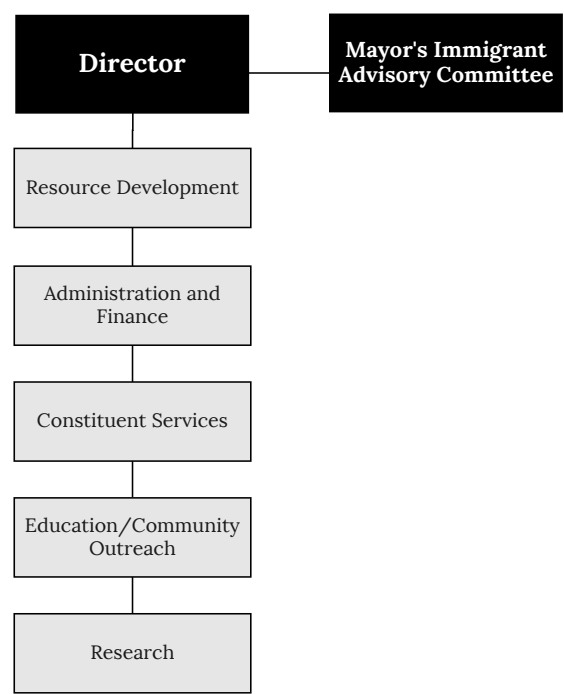 Director
Mayor's Immigrant
Advisory Committee
Resource Development
Administration and
Finance
Constituent Services
Education/Community
Outreach
Research